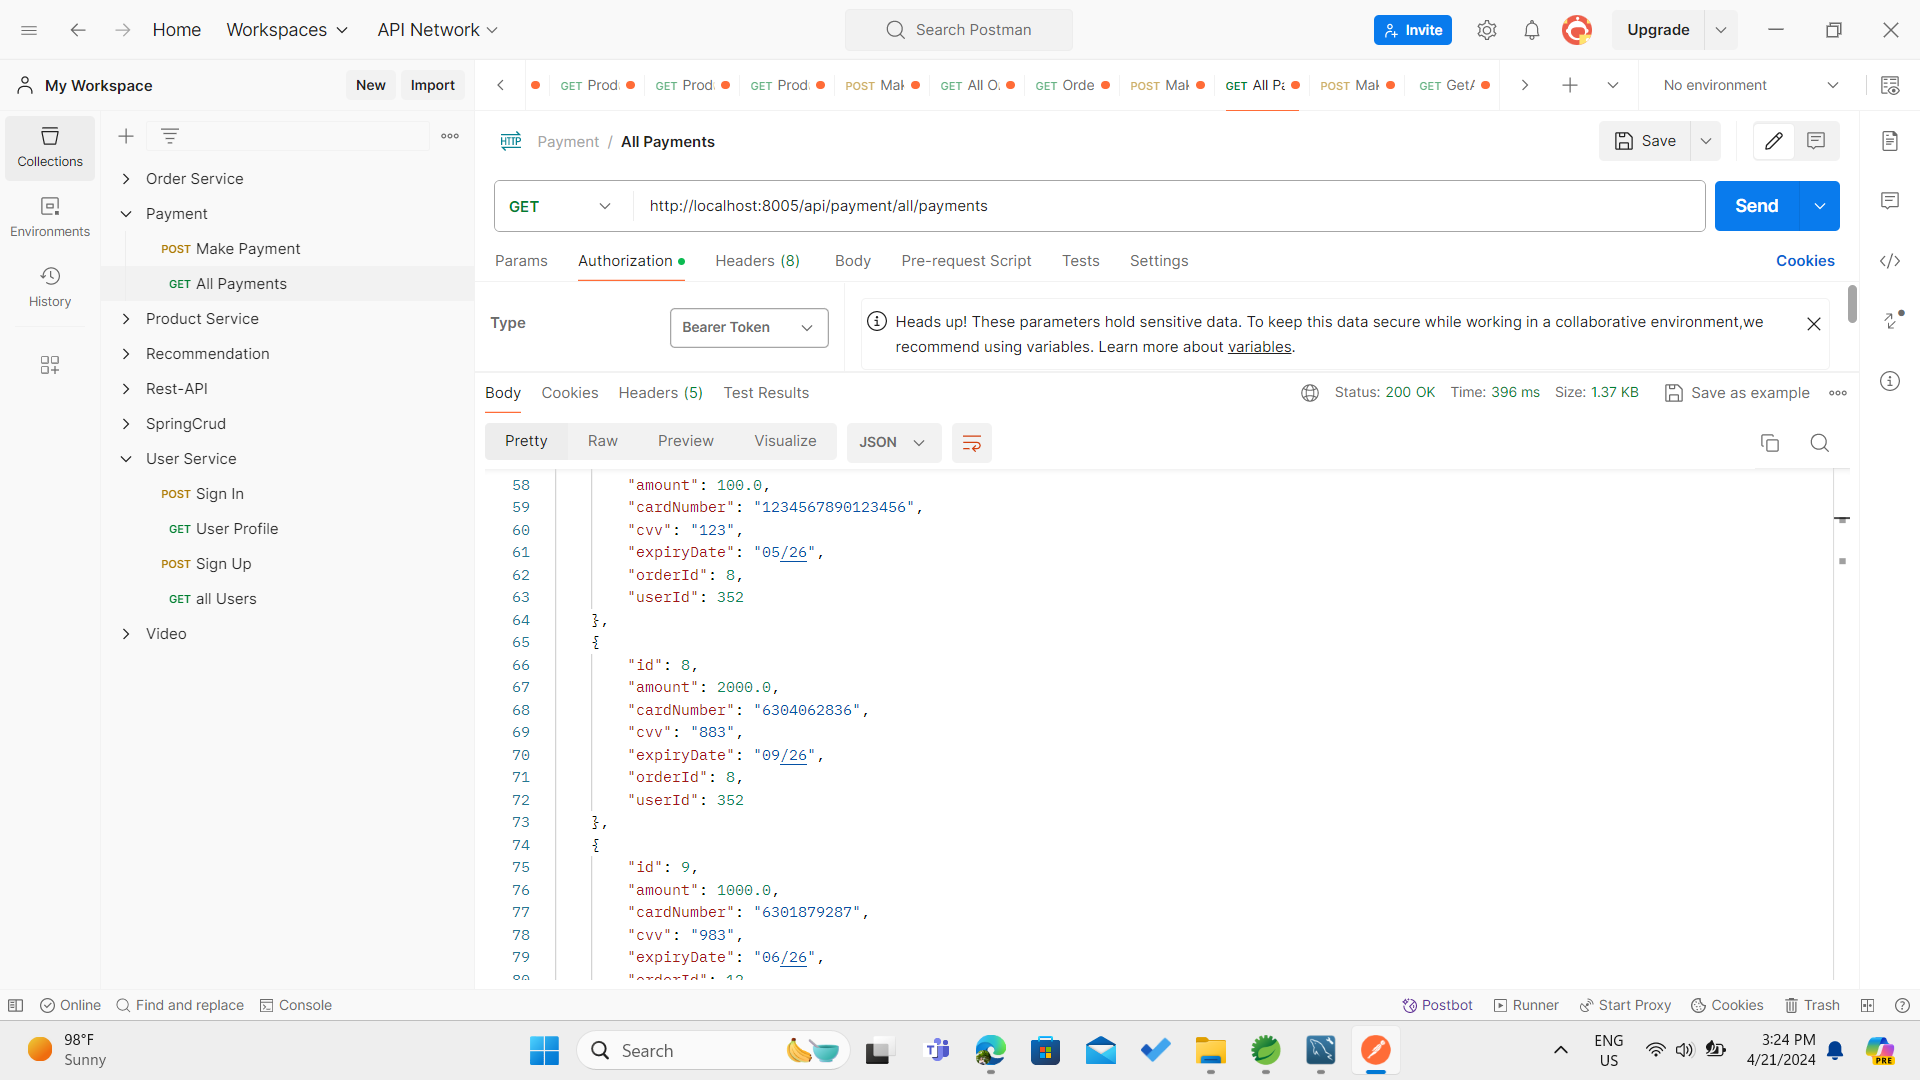 Home
Workspaces
API Network
Search Postman
Invite
Upgrade
My Workspace
New
Import
GET Prod
GET Prod
GET Prod
POST Mak
GET All O.
GET Orde
POST Mak
GET All Pa
POST Mak
GET GetA
No environment
Collections
Environments
History
Order Service
Payment
POST Make Payment
GET All Payments
Product Service
Recommendation
Rest-API
SpringCrud
User Service
POST Sign In
GET User Profile
POST Sign Up
GET all Users
Video
HTTP Payment / All Payments
Save
GET
http://localhost:8005/api/payment/all/payments
Send
Params
Authorization
Headers (8)
Body
Pre-request Script
Tests
Settings
Cookies
Type
Bearer Token
Heads up! These parameters hold sensitive data. To keep this data secure while working in a collaborative environment,we
recommend using variables. Learn more about variables.
Body
Cookies
Headers (5)
Test Results
Status: 200 OK
Time: 396 ms
Size: 1.37 KB
Save as example
Pretty
Raw
Preview
Visualize
JSON
58 "amount": 100.0,
59 "cardNumber": "1234567890123456",
60 "cvv": "123",
61 "expiryDate": "05/26",
62 "orderId": 8,
63 "userId": 352
64 },
65 {
66 "id": 8,
67 "amount": 2000.0,
68 "cardNumber": "6304062836",
69 "cvv": "883",
70 "expiryDate": "09/26",
71 "orderId": 8,
72 "userId": 352
73 },
74 {
75 "id": 9,
76 "amount": 1000.0,
77 "cardNumber": "6301879287",
78 "cvv": "983",
79 "expiryDate": "06/26",
80 "orderId": 12
Online
Find and replace
Console
Postbot
Runner
Start Proxy
Cookies
Trash
98°F
Sunny
Search
ENG
US
3:24 PM
4/21/2024
PRE